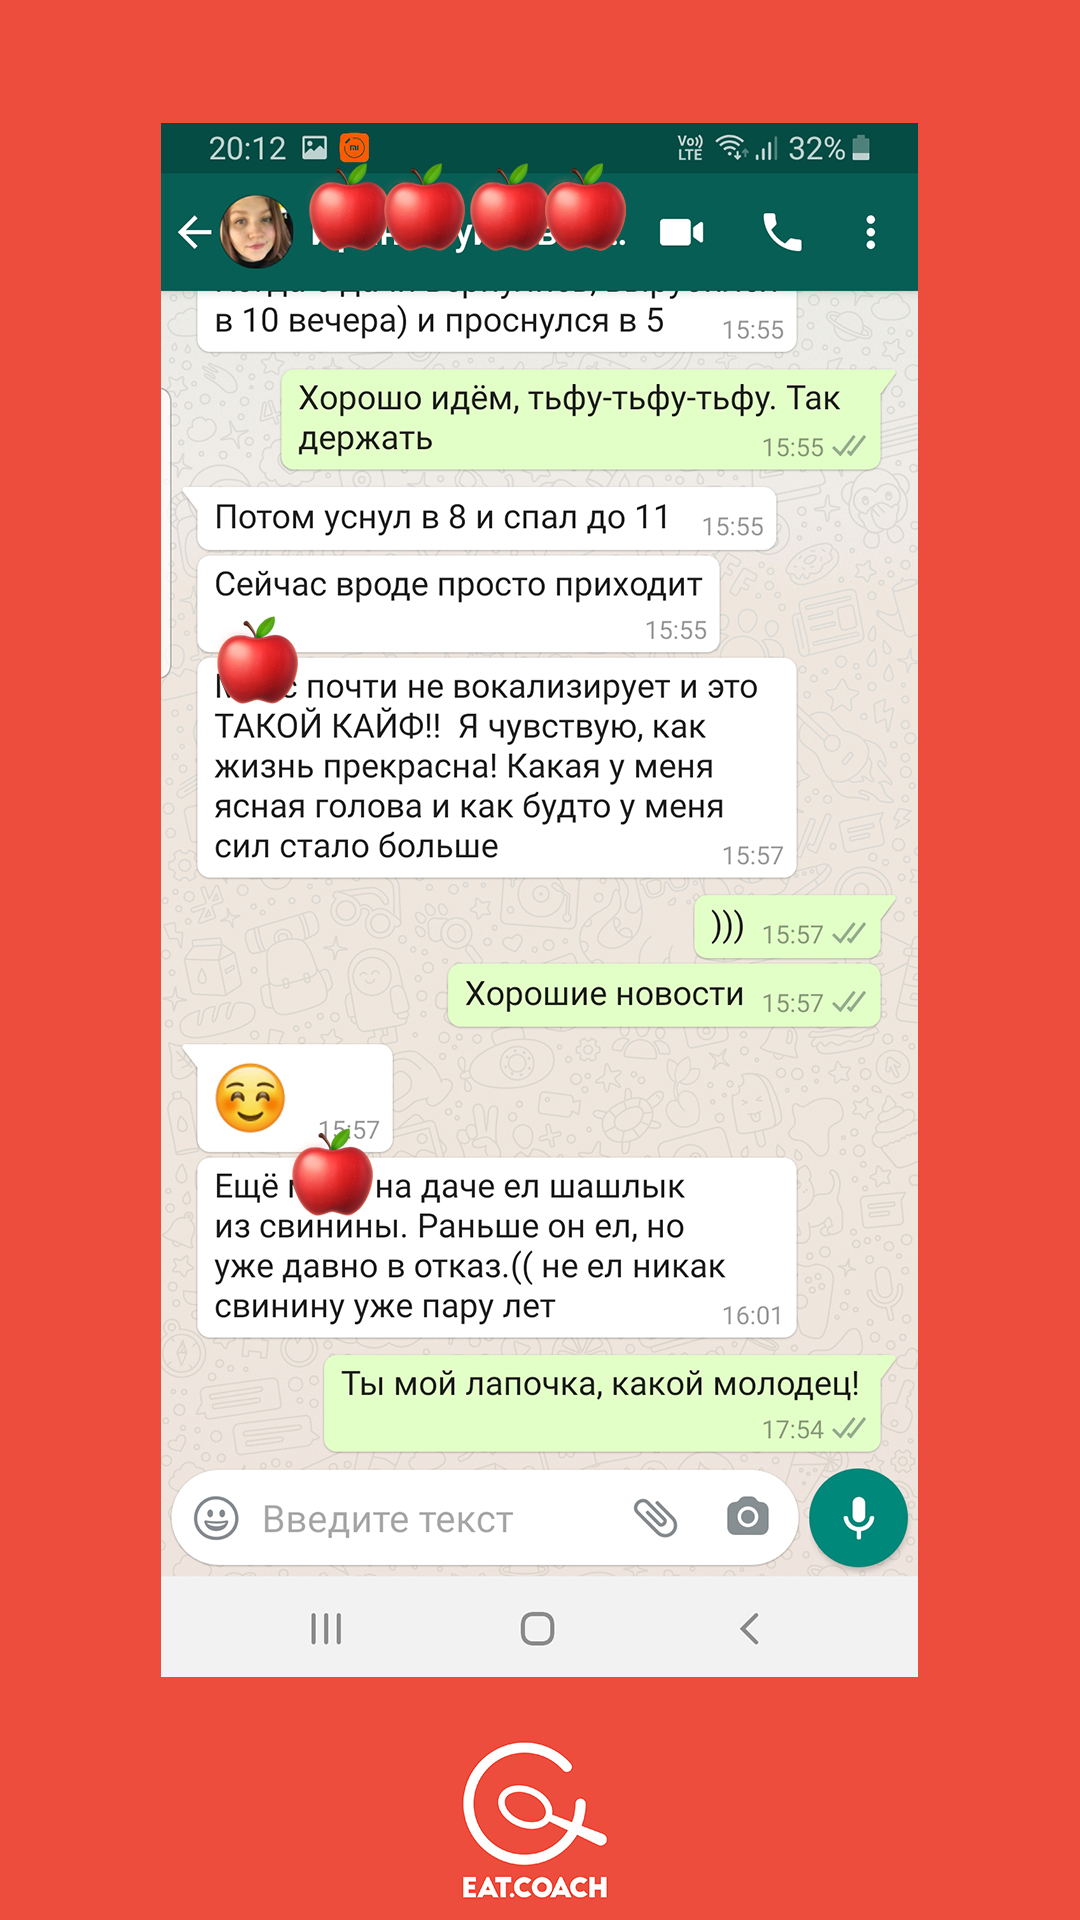 20:12
Vo)) LTE
32%
в 10 вечера) и проснулся в 5
15:55
Хорошо идём, тьфу-тьфу-тьфу. Так
держать
15:55
Потом уснул в 8 и спал до 11
15:55
Сейчас вроде просто приходит
15:55
почти не вокализирует и это
ТАКОЙ КАЙФ!! Я чувствую, как
жизнь прекрасна! Какая у меня
ясная голова и как будто у меня
сил стало больше
15:57
)))
15:57
Хорошие новости
15:57
15:57
Ещё на даче ел шашлык
из свинины. Раньше он ел, но
уже давно в отказ.(( не ел никак
свинину уже пару лет
16:01
Ты мой лапочка, какой молодец!
17:54
Введите текст
EAT.COACH